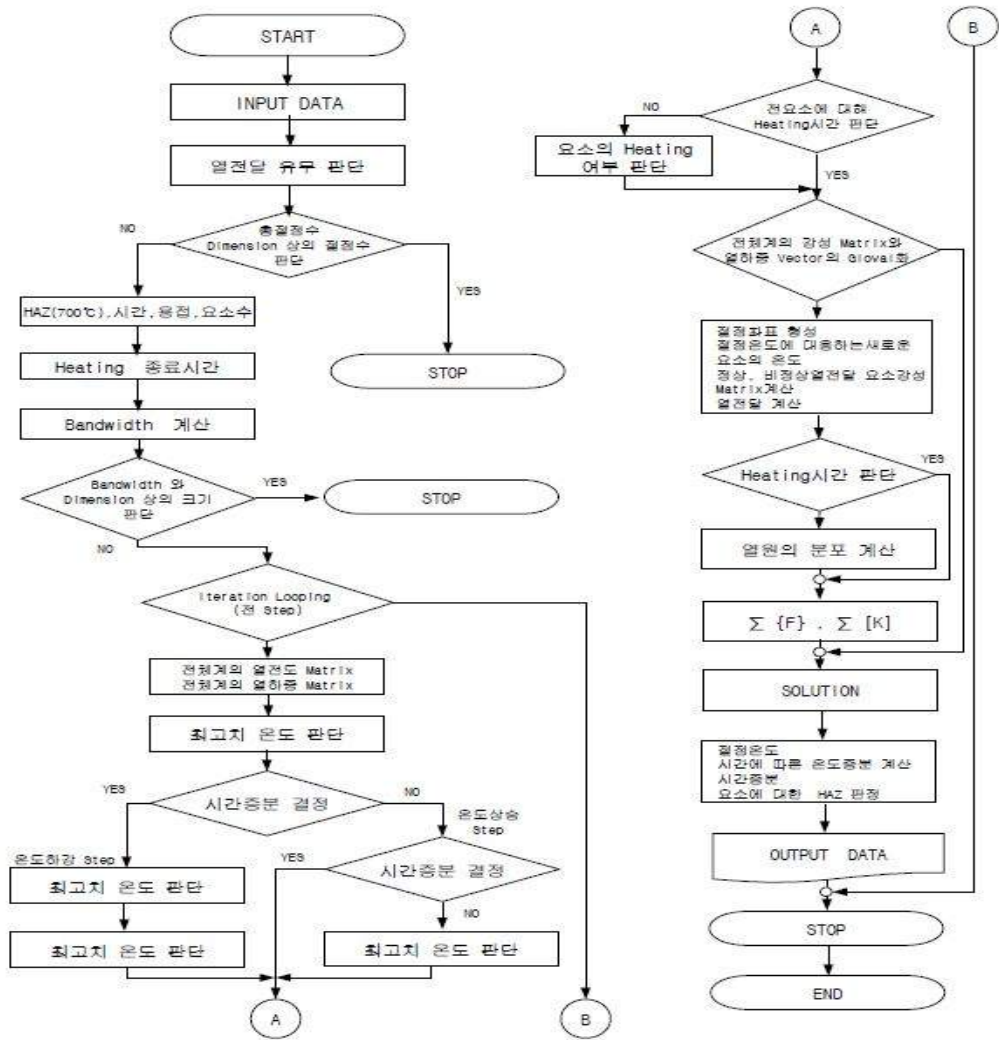 START
INPUT DATA
열전달 유무 판단
NO
총절점수
Dimension 상의 절점수
판단
YES
HAZ(700℃),시간,용접,요소수
Heating 종료시간
STOP
Bandwidth 계산
Bandwidth 와
Dimension 상의 크기
판단
YES
STOP
NO
Iteration Looping
(전 Step)
전체계의 열전도 Matrix
전체계의 열하중 Matrix
최고치 온도 판단
YES
시간증분 결정
NO
온도상승
Step
온도하강 Step
YES
시간증분 결정
최고치 온도 판단
NO
최고치 온도 판단
최고치 온도 판단
A
B
A
B
NO
전요소에 대해
Heating시간 판단
요소의 Heating
여부 판단
YES
전체계의 강성 Matrix와
열하중 Vector의 Gloval화
절점좌표 형성
절점온도에 대응하는새로운
요소의 온도
정상, 비정상열전달 요소강성
Matrix계산
열전달 계산
YES
Heating시간 판단
열원의 분포 계산
∑ {F} , ∑ [K]
SOLUTION
절점온도
시간에 따른 온도증분 계산
시간증분
요소에 대한 HAZ 판정
OUTPUT DATA
STOP
END